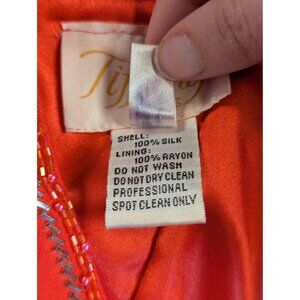 SHELL:
100% SILK
LINING:
100% RAYON
DO NOT WASH
DO NOT DRY CLEAN
PROFESSIONAL
SPOT CLEAN ONLY